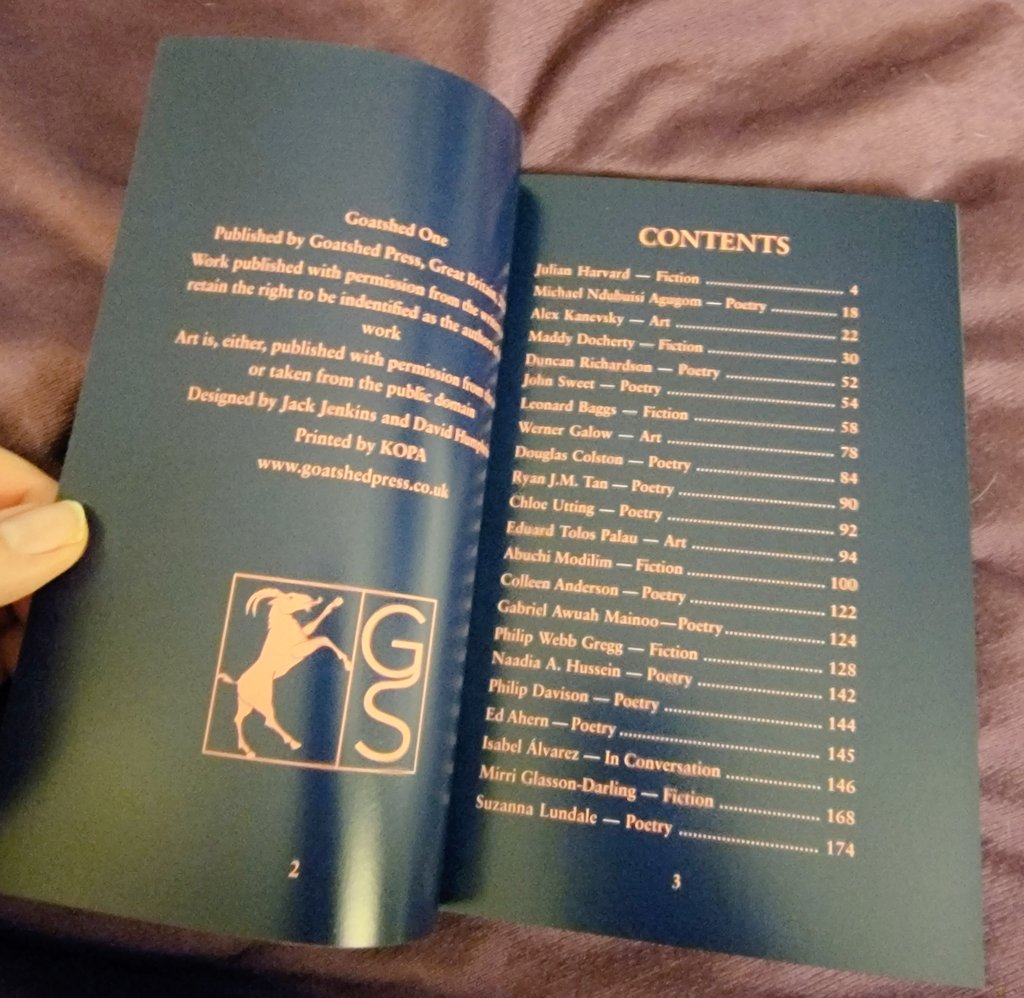 Goatshed One
Published by Goatshed Press, Great Britain
Work published with permission from the
retain the right to be indentified as the author
work
Art is, either, published with permission from
or taken from the public domain
Designed by Jack Jenkins and David
Printed by KOPA
www.goatshedpress.co.uk
GS
2
CONTENTS
Julian Harvard — Fiction 4
Michael Ndubuisi Agugom — Poetry 18
Alex Kanevsky — Art 22
Maddy Docherty — Fiction 30
Duncan Richardson — Poetry 52
John Sweet — Poetry 54
Leonard Baggs — Fiction 58
Werner Galow — Art 78
Douglas Colston — Poetry 84
Ryan J.M. Tan — Poetry 90
Chloe Utting — Poetry 92
Eduard Tolos Palau — Art 94
Abuchi Modilim — Fiction 100
Colleen Anderson — Poetry 122
Gabriel Awuah Mainoo — Poetry 124
Philip Webb Gregg — Fiction 128
Naadia A. Hussein — Poetry 142
Philip Davison — Poetry 144
Ed Ahern — Poetry 145
Isabel Álvarez — In Conversation 146
Mirri Glasson-Darling — Fiction 168
Suzanna Lundale — Poetry 174
3